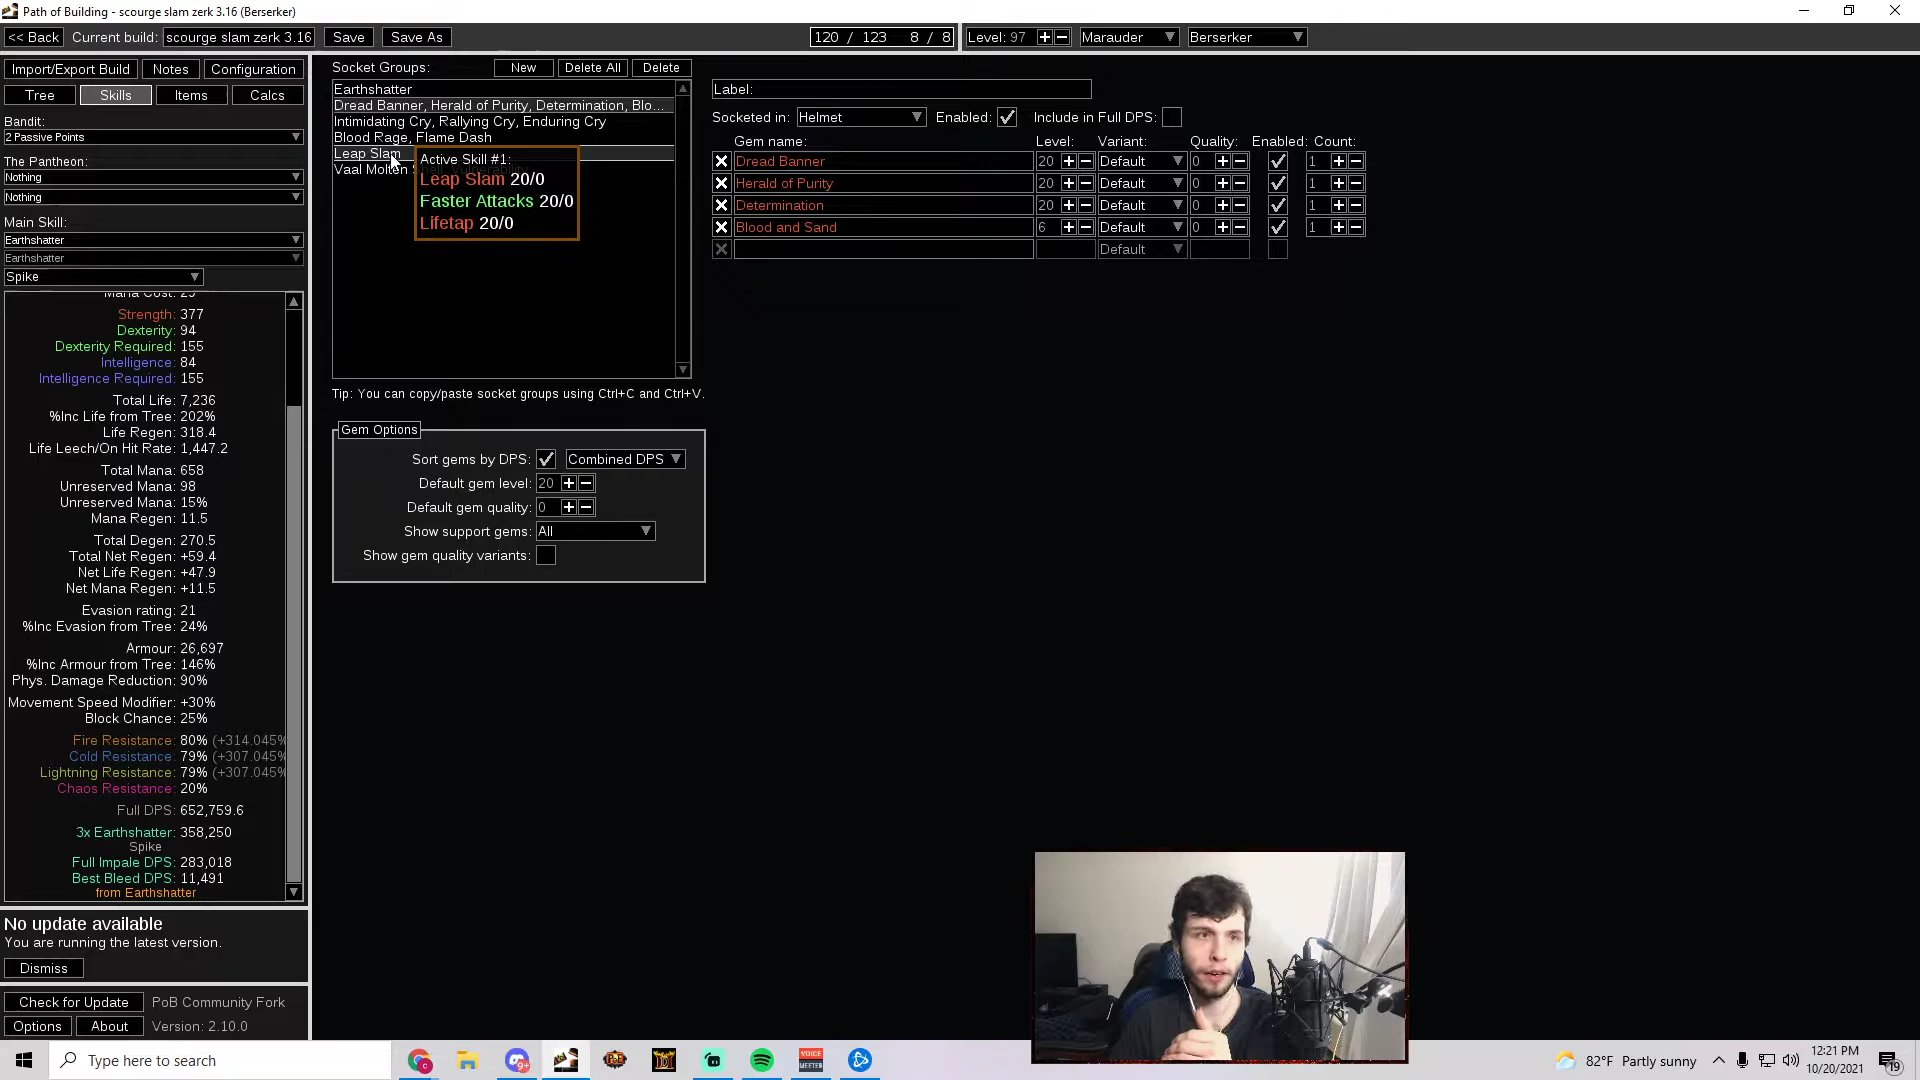 Path of Building - scourge slam zerk 3.16 (Berserker)
<< Back Current build: scourge slam zerk 3.16 Save Save As 120 / 123 8 / 8 Level: 97 Marauder Berserker
Import/Export Build Notes Configuration
Tree Skills Items Calcs
Bandit:
2 Passive Points
The Pantheon:
Nothing
Nothing
Main Skill:
Earthshatter
Earthshatter
Spike
Mana Cost: 29
Strength: 377
Dexterity: 94
Dexterity Required: 155
Intelligence: 84
Intelligence Required: 155
Total Life: 7,236
%Inc Life from Tree: 202%
Life Regen: 318.4
Life Leech/On Hit Rate: 1,447.2
Total Mana: 658
Unreserved Mana: 98
Unreserved Mana: 15%
Mana Regen: 11.5
Total Degen: 270.5
Total Net Regen: +59.4
Net Life Regen: +47.9
Net Mana Regen: +11.5
Evasion rating: 21
%Inc Evasion from Tree: 24%
Armour: 26,697
%Inc Armour from Tree: 146%
Phys. Damage Reduction: 90%
Movement Speed Modifier: +30%
Block Chance: 25%
Fire Resistance: 80% (+314.045%
Cold Resistance: 79% (+307.045%
Lightning Resistance: 79% (+307.045%
Chaos Resistance: 20%
Full DPS: 652,759.6
3x Earthshatter: 358,250
Spike
Full Impale DPS: 283,018
Best Bleed DPS: 11,491
from Earthshatter
No update available
You are running the latest version.
Dismiss
Check for Update PoB Community Fork
Options About Version: 2.10.0
Socket Groups: New Delete All Delete
Earthshatter
Dread Banner, Herald of Purity, Determination, Blo...
Intimidating Cry, Rallying Cry, Enduring Cry
Blood Rage, Flame Dash
Leap Slam
Vaal Molten
Active Skill #1:
Leap Slam 20/0
Faster Attacks 20/0
Lifetap 20/0
Tip: You can copy/paste socket groups using Ctrl+C and Ctrl+V.
Gem Options
Sort gems by DPS: Combined DPS
Default gem level: 20
Default gem quality: 0
Show support gems: All
Show gem quality variants:
Label:
Socketed in: Helmet Enabled: Include in Full DPS:
Gem name: Level: Variant: Quality: Enabled: Count:
Dread Banner 20 Default 0 1
Herald of Purity 20 Default 0 1
Determination 20 Default 0 1
Blood and Sand 6 Default 0 1
Default
Type here to search
9+
VOICE
MEETER
82°F Partly sunny
12:21 PM
10/20/2021
19